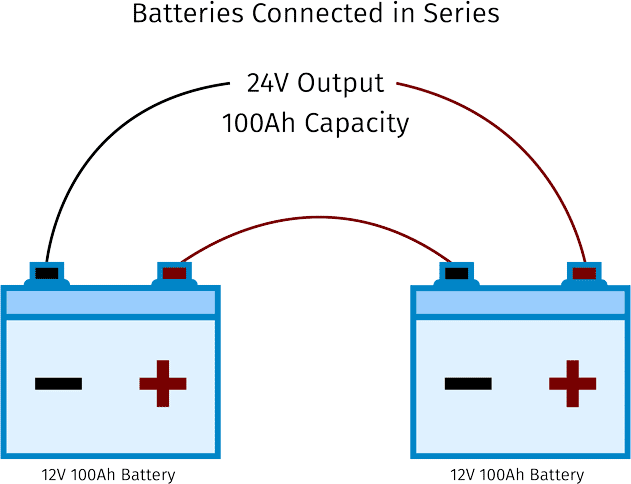 Batteries Connected in Series
24V Output
100Ah Capacity
12V 100Ah Battery
12V 100Ah Battery